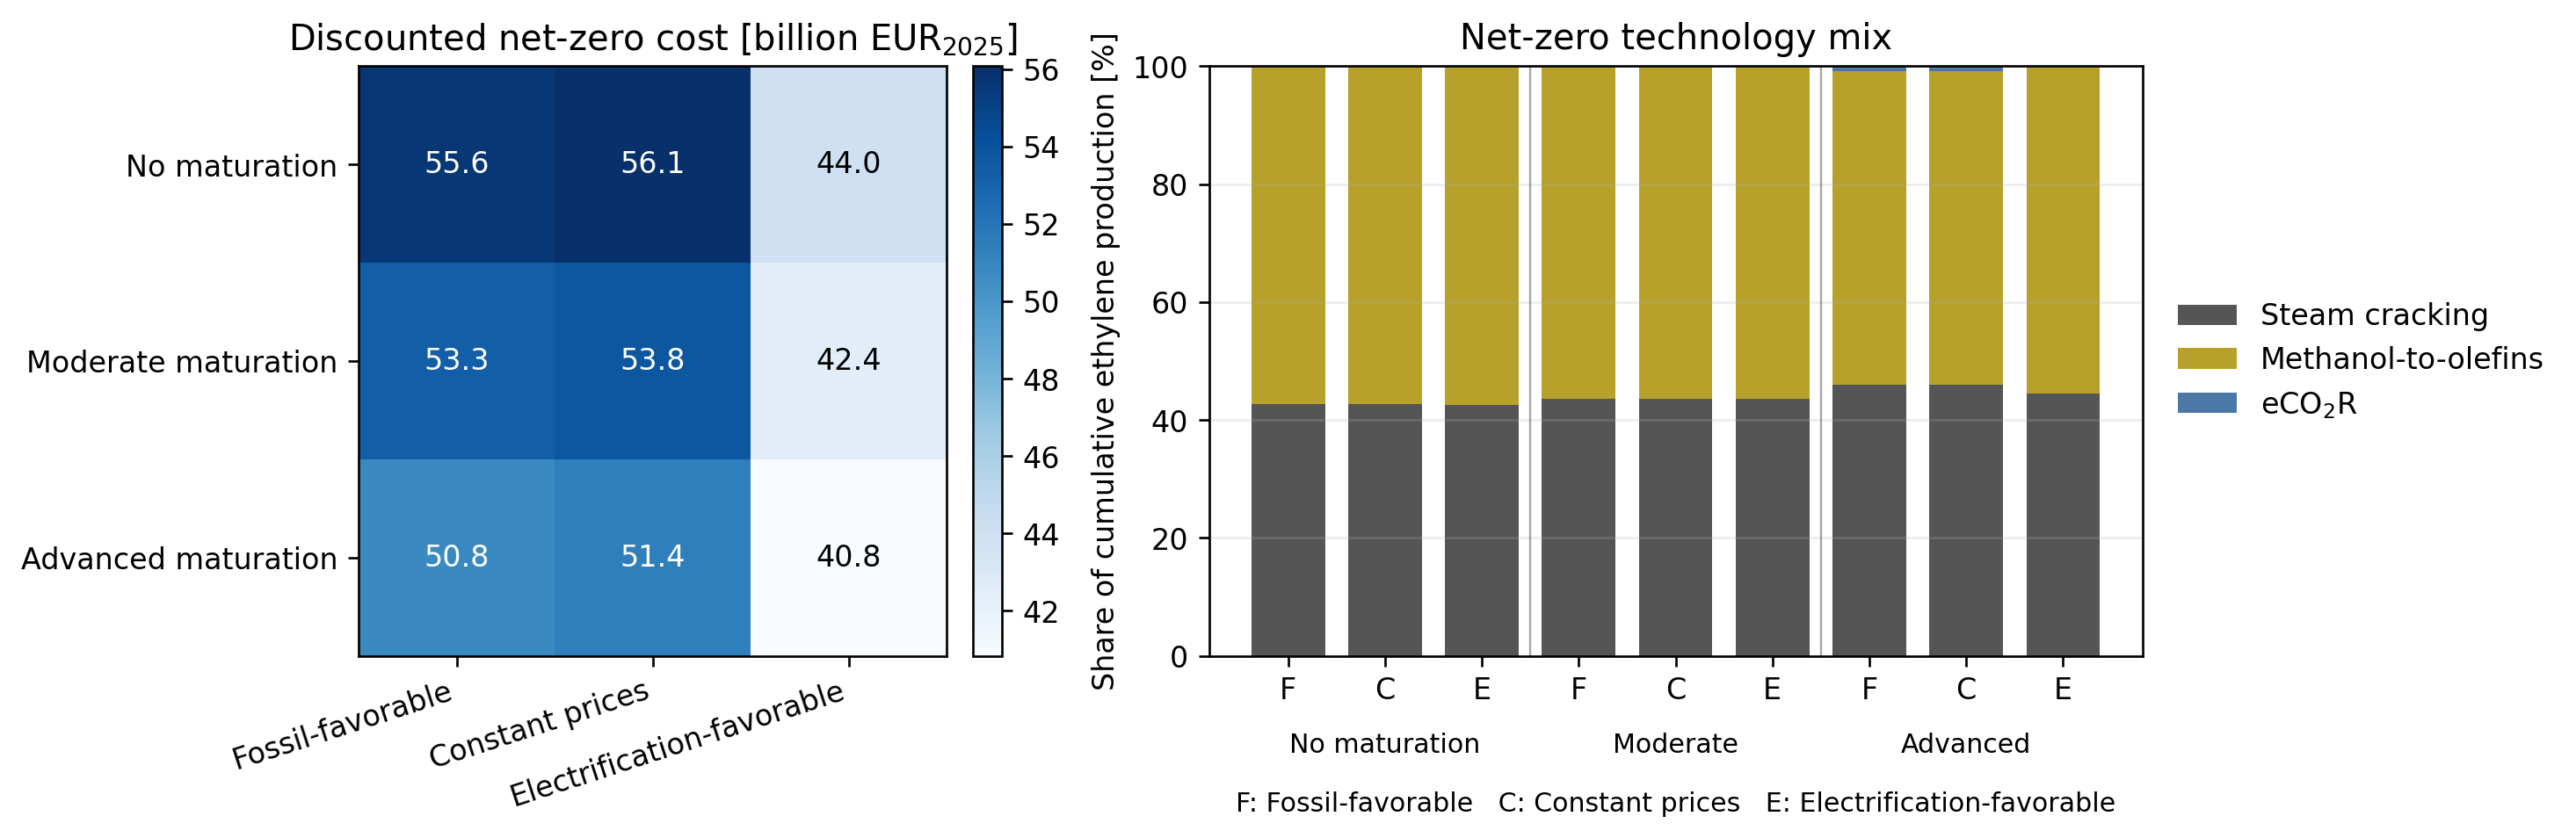 Discounted net-zero cost [billion EUR₂₀₂₅]
No maturation
Moderate maturation
Advanced maturation
55.6 56.1 44.0
53.3 53.8 42.4
50.8 51.4 40.8
Fossil-favorable
Constant prices
Electrification-favorable
56
54
52
50
48
46
44
42
Net-zero technology mix
Share of cumulative ethylene production [%]
100
80
60
40
20
0
F C E F C E F C E
No maturation Moderate Advanced
F: Fossil-favorable C: Constant prices E: Electrification-favorable
Steam cracking
Methanol-to-olefins
eCO₂R